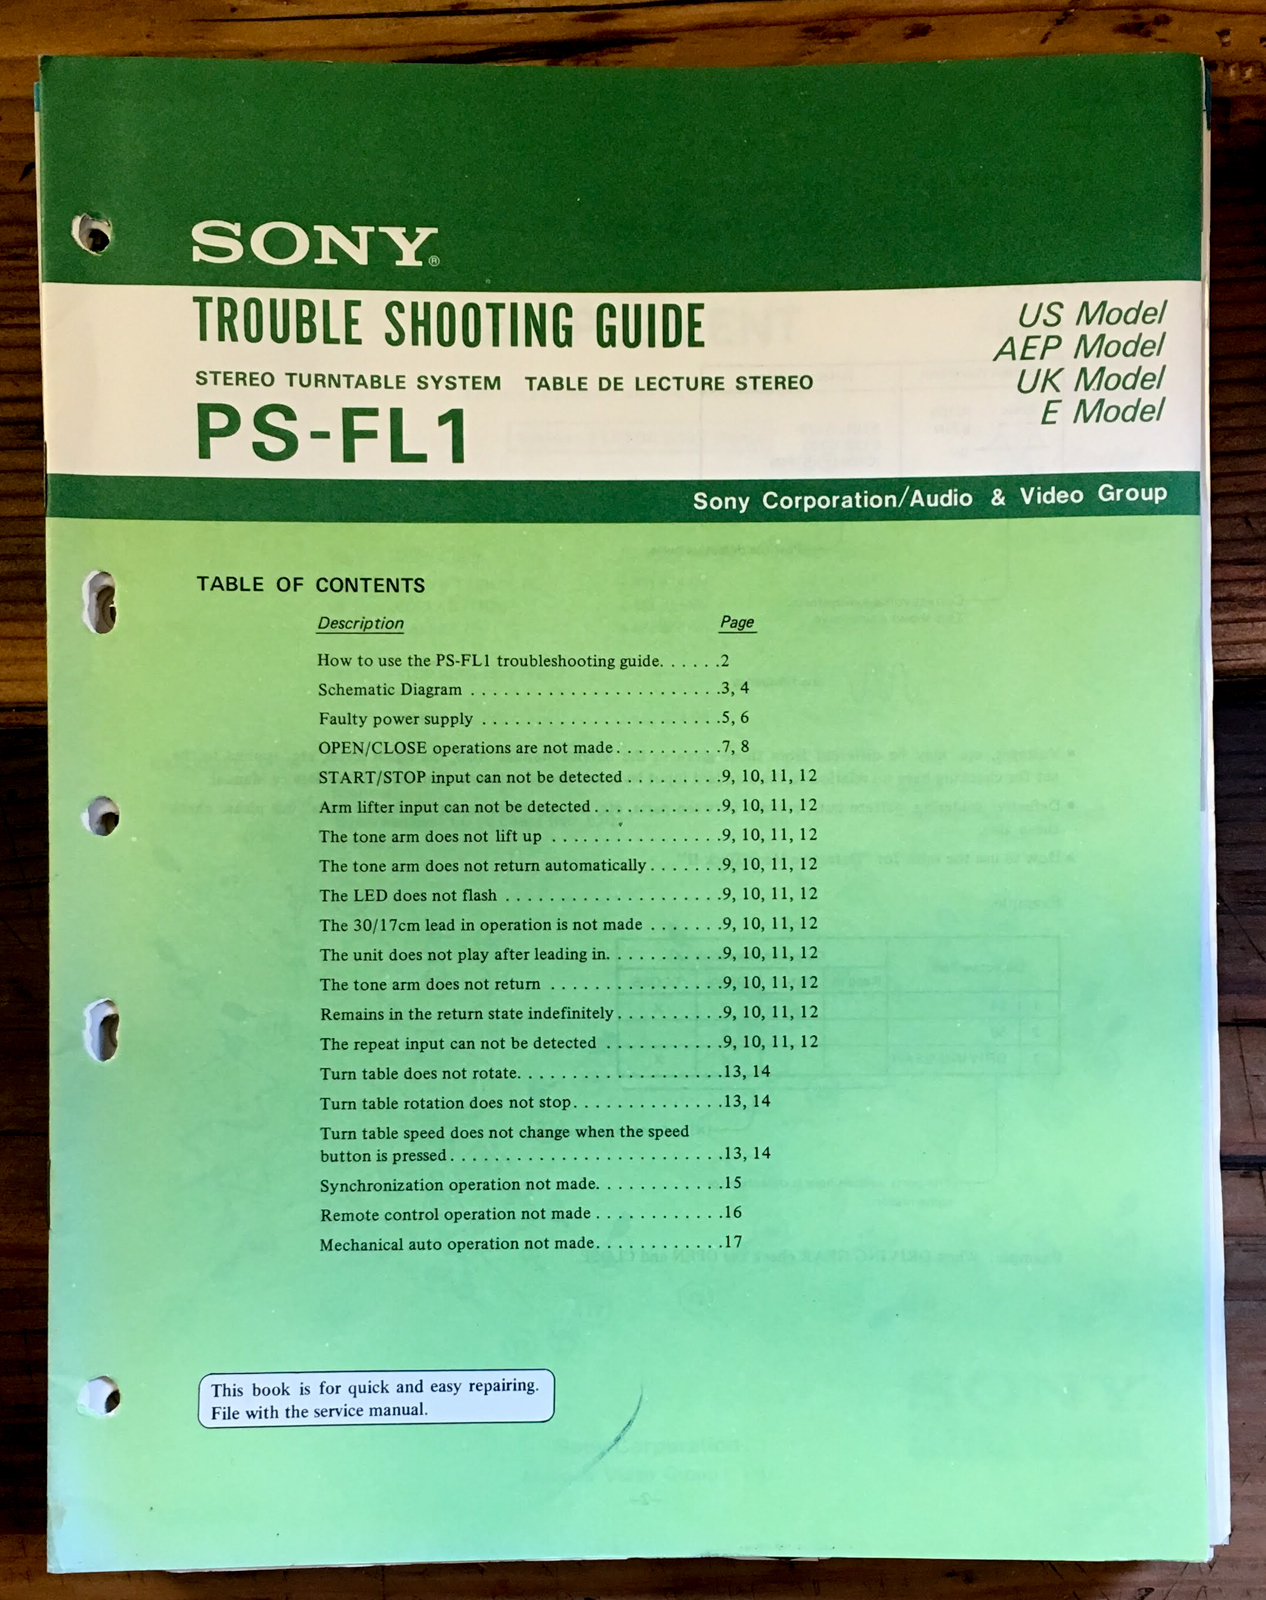 SONY®
TROUBLE SHOOTING GUIDE
STEREO TURNTABLE SYSTEM TABLE DE LECTURE STEREO
PS-FL1
US Model
AEP Model
UK Model
E Model
Sony Corporation/Audio & Video Group
TABLE OF CONTENTS
Description Page
How to use the PS-FL1 troubleshooting guide. . . . . .2
Schematic Diagram . . . . . . . . . . . . . . . . . . . . . . .3, 4
Faulty power supply . . . . . . . . . . . . . . . . . . . . . .5, 6
OPEN/CLOSE operations are not made. . . . . . . . . .7, 8
START/STOP input can not be detected . . . . . . . . .9, 10, 11, 12
Arm lifter input can not be detected . . . . . . . . . . . .9, 10, 11, 12
The tone arm does not lift up . . . . . . . . . . . . . . . .9, 10, 11, 12
The tone arm does not return automatically . . . . . . .9, 10, 11, 12
The LED does not flash . . . . . . . . . . . . . . . . . . . .9, 10, 11, 12
The 30/17cm lead in operation is not made . . . . . . .9, 10, 11, 12
The unit does not play after leading in. . . . . . . . . . .9, 10, 11, 12
The tone arm does not return . . . . . . . . . . . . . . . .9, 10, 11, 12
Remains in the return state indefinitely . . . . . . . . . .9, 10, 11, 12
The repeat input can not be detected . . . . . . . . . . .9, 10, 11, 12
Turn table does not rotate. . . . . . . . . . . . . . . . . . .13, 14
Turn table rotation does not stop. . . . . . . . . . . . . .13, 14
Turn table speed does not change when the speed
button is pressed . . . . . . . . . . . . . . . . . . . . . . . . .13, 14
Synchronization operation not made. . . . . . . . . . . .15
Remote control operation not made . . . . . . . . . . . .16
Mechanical auto operation not made. . . . . . . . . . . .17
This book is for quick and easy repairing.
File with the service manual.